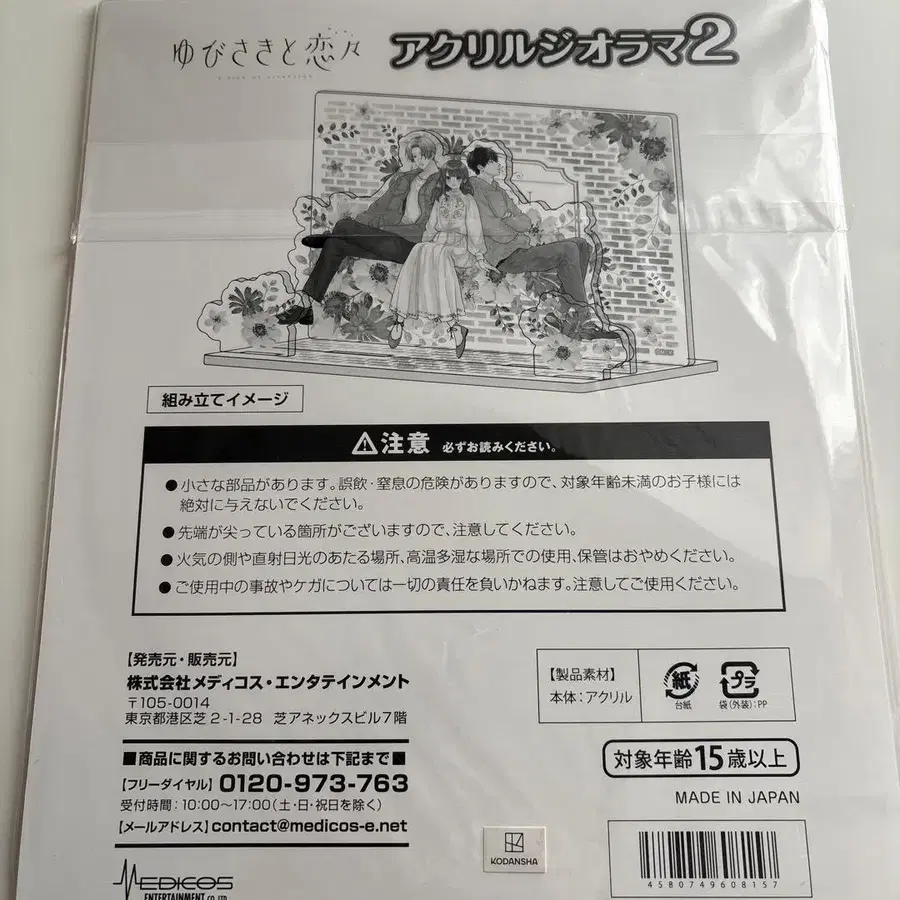 ゆびさきと恋々
アクリルジオラマ2
組み立てイメージ
注意 必ずお読みください。
●小さな部品があります。誤飲・窒息の危険がありますので、対象年齢未満のお子様には
絶対に与えないでください。
●先端が尖っている箇所がございますので、注意してください。
●火気の側や直射日光のあたる場所、高温多湿な場所での使用、保管はおやめください。
●ご使用中の事故やケガについては一切の責任を負いかねます。注意してご使用ください。
【発売元・販売元】
株式会社メディコス・エンタテインメント
〒105-0014
東京都港区芝2-1-28 芝アネックスビル7階
■商品に関するお問い合わせは下記まで■
【フリーダイヤル】0120-973-763
受付時間:10:00〜17:00(土・日・祝日を除く)
【メールアドレス】contact@medicos-e.net
MEDICOS
ENTERTAINMENT CO.,LTD.
KODANSHA
【製品素材】
本体:アクリル
紙
台紙
プラ
袋(外装):PP
対象年齢15歳以上
MADE IN JAPAN
4580749608157